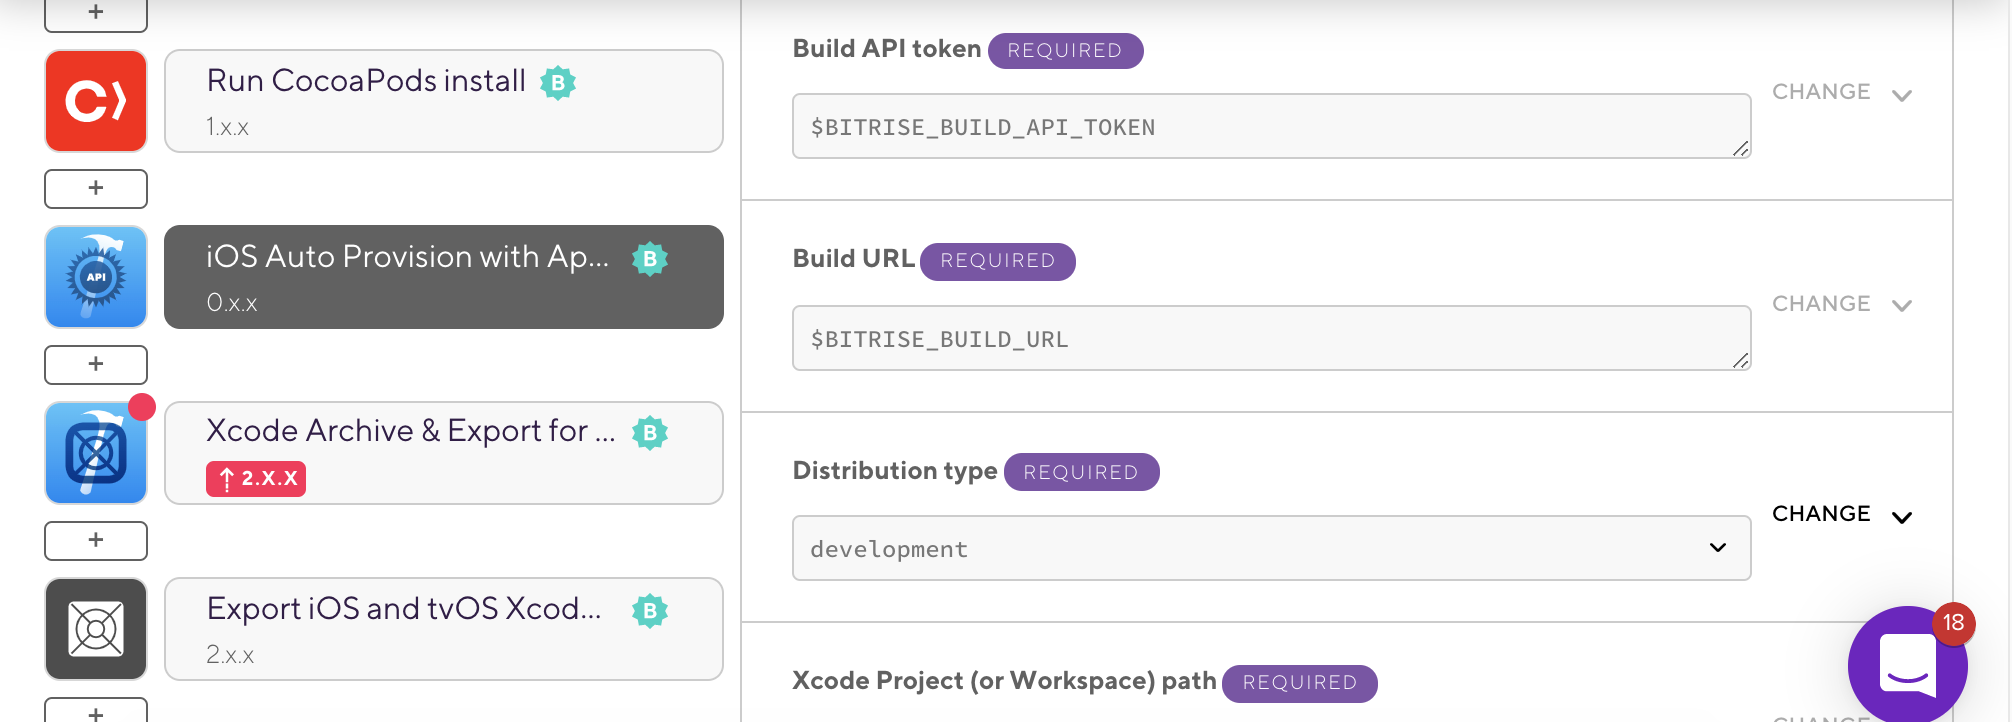 +
Run CocoaPods install B
1.x.x
+
API
iOS Auto Provision with Ap... B
0.x.x
+
Xcode Archive & Export for ... B
2.X.X
+
Export iOS and tvOS Xcod... B
2.x.x
+
Build API token REQUIRED
$BITRISE_BUILD_API_TOKEN
CHANGE
Build URL REQUIRED
$BITRISE_BUILD_URL
CHANGE
Distribution type REQUIRED
development
CHANGE
Xcode Project (or Workspace) path REQUIRED
CHANGE
18